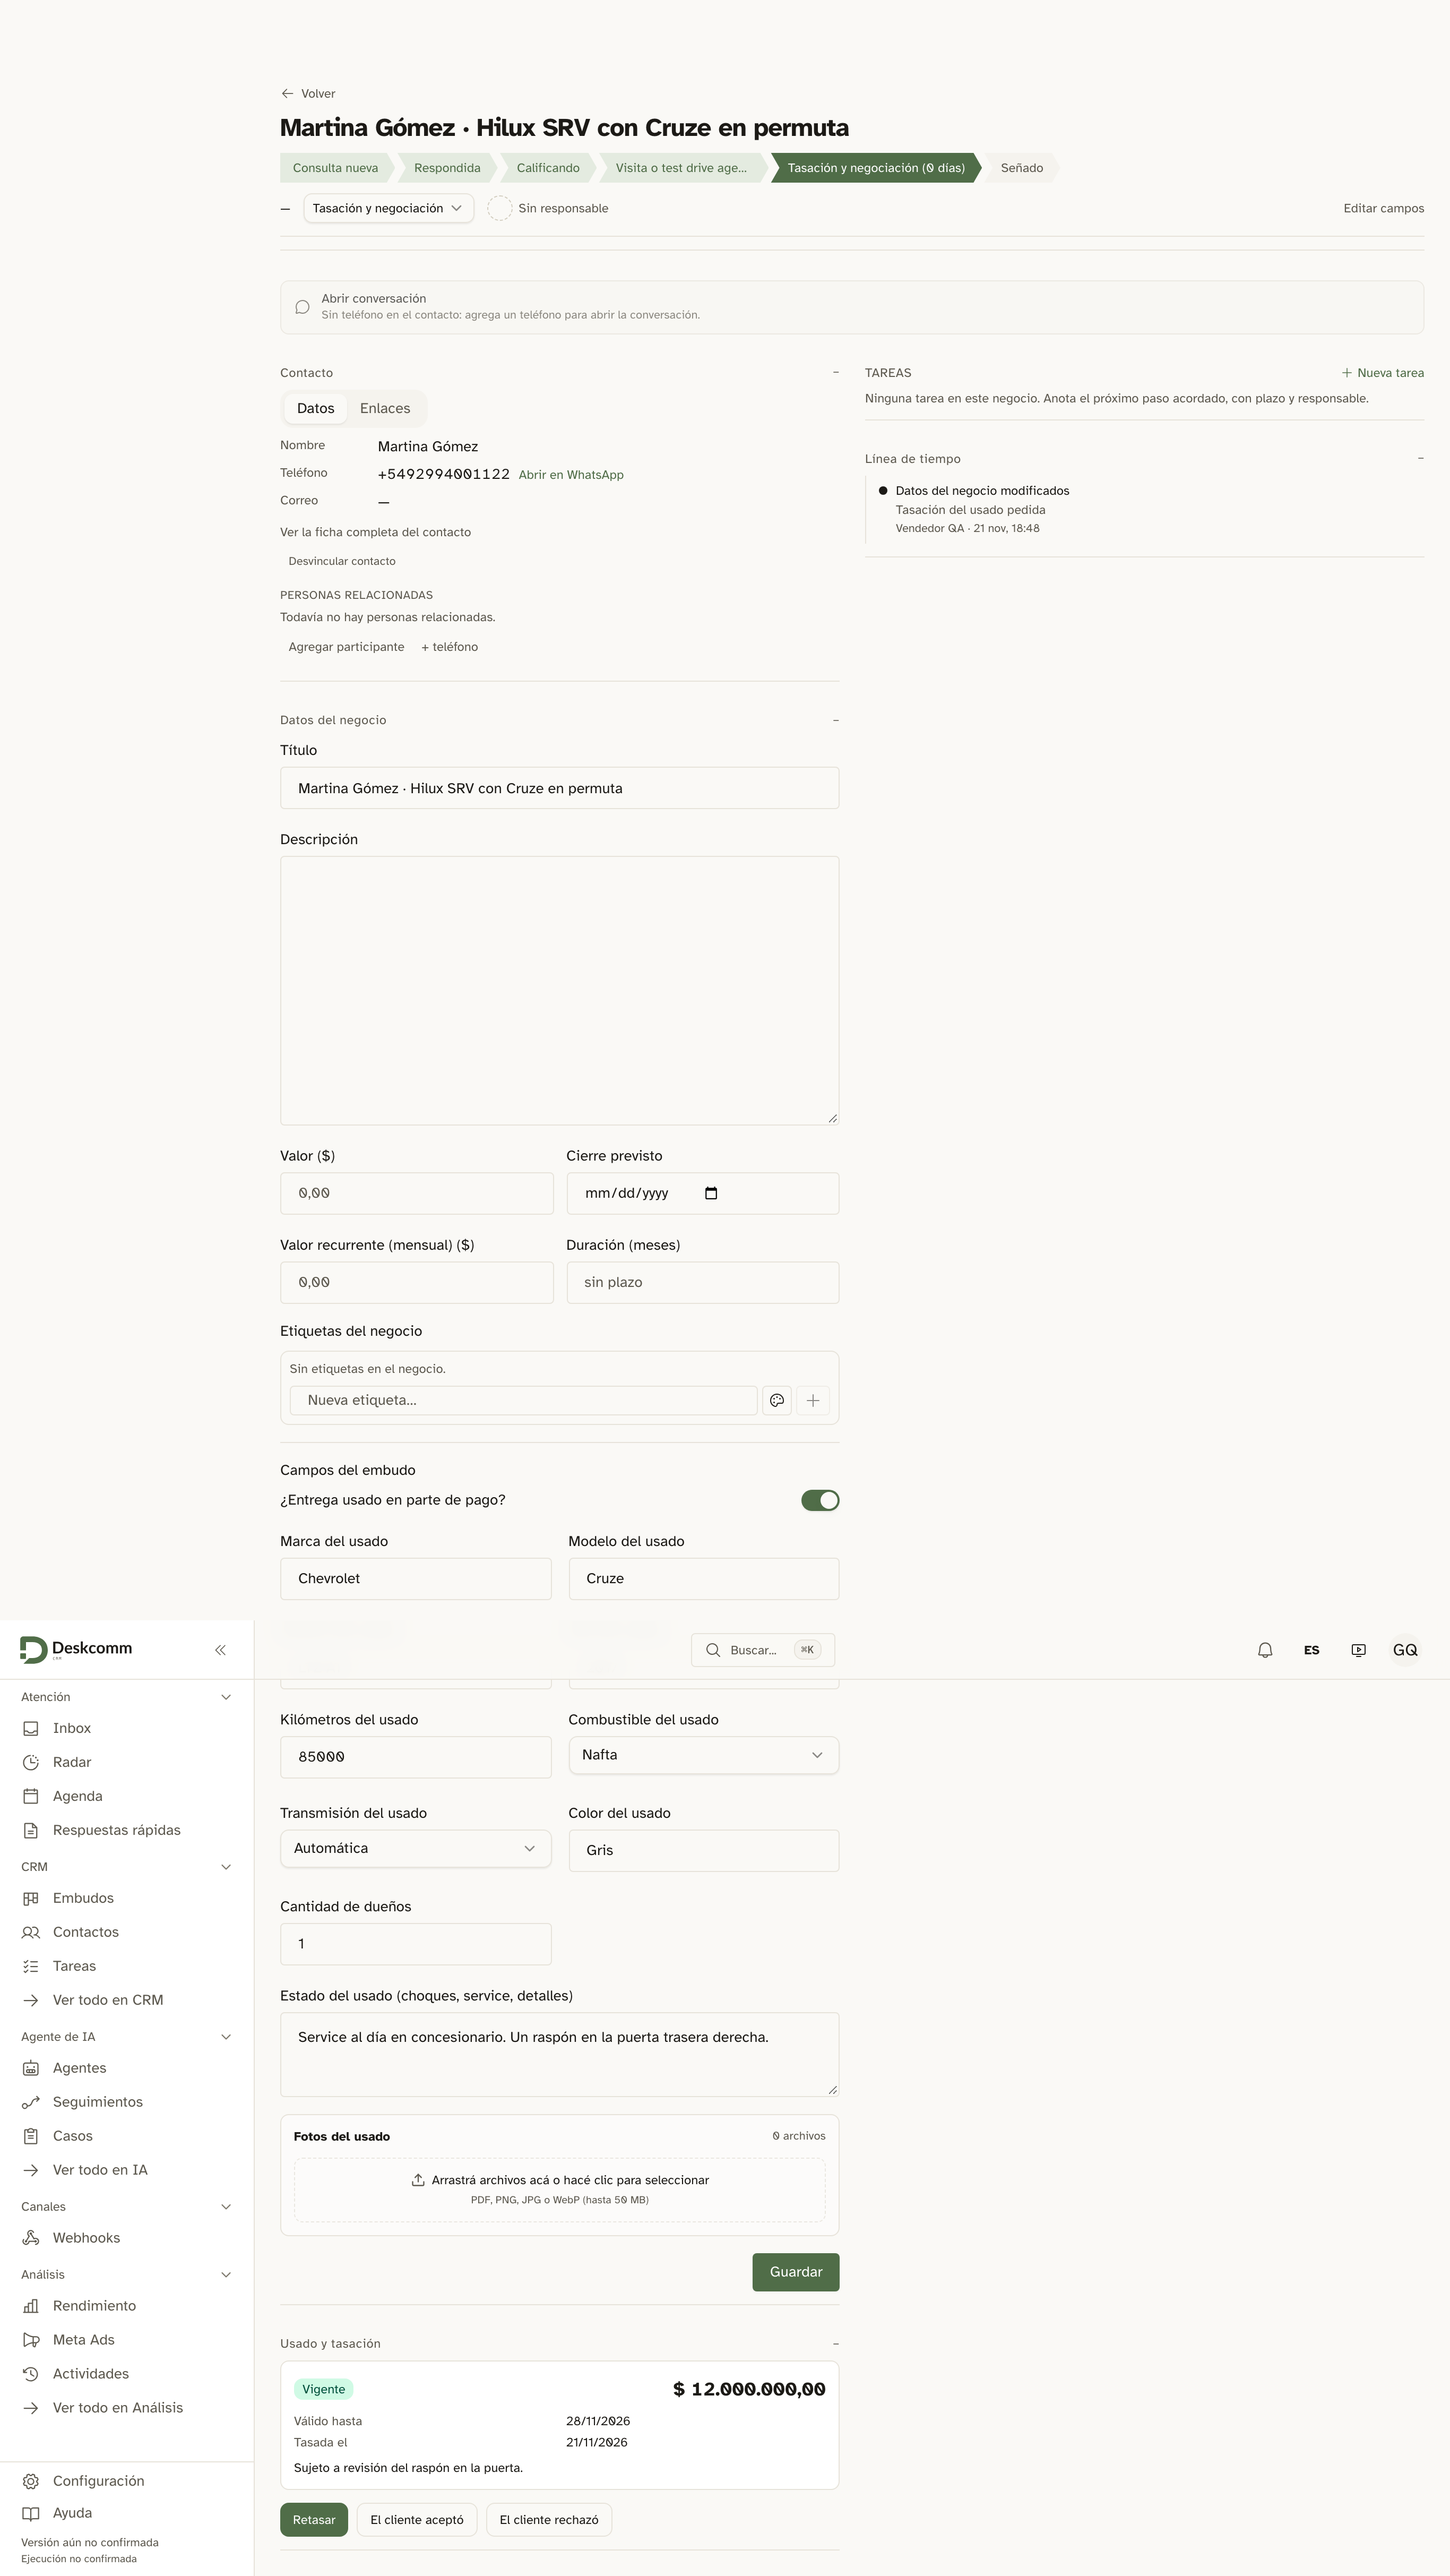 Volver
Martina Gómez · Hilux SRV con Cruze en permuta
Consulta nueva
Respondida
Calificando
Visita o test drive age...
Tasación y negociación (0 días)
Señado
—
Tasación y negociación
Sin responsable
Editar campos
Abrir conversación
Sin teléfono en el contacto: agrega un teléfono para abrir la conversación.
Contacto
–
Datos
Enlaces
Nombre
Martina Gómez
Teléfono
+5492994001122
Abrir en WhatsApp
Correo
—
Ver la ficha completa del contacto
Desvincular contacto
PERSONAS RELACIONADAS
Todavía no hay personas relacionadas.
Agregar participante
+ teléfono
TAREAS
Nueva tarea
Ninguna tarea en este negocio. Anota el próximo paso acordado, con plazo y responsable.
Línea de tiempo
–
Datos del negocio modificados
Tasación del usado pedida
Vendedor QA · 21 nov, 18:48
Datos del negocio
–
Título
Martina Gómez · Hilux SRV con Cruze en permuta
Descripción
Valor ($)
Cierre previsto
0,00
mm/dd/yyyy
Valor recurrente (mensual) ($)
Duración (meses)
0,00
sin plazo
Etiquetas del negocio
Sin etiquetas en el negocio.
Nueva etiqueta...
Campos del embudo
¿Entrega usado en parte de pago?
Marca del usado
Modelo del usado
Chevrolet
Cruze
Deskcomm
Buscar...
⌘K
ES
GQ
Atención
Inbox
Radar
Agenda
Respuestas rápidas
CRM
Embudos
Contactos
Tareas
Ver todo en CRM
Agente de IA
Agentes
Seguimientos
Casos
Ver todo en IA
Canales
Webhooks
Análisis
Rendimiento
Meta Ads
Actividades
Ver todo en Análisis
Configuración
Ayuda
Versión aún no confirmada
Ejecución no confirmada
Kilómetros del usado
Combustible del usado
85000
Nafta
Transmisión del usado
Color del usado
Automática
Gris
Cantidad de dueños
1
Estado del usado (choques, service, detalles)
Service al día en concesionario. Un raspón en la puerta trasera derecha.
Fotos del usado
0 archivos
Arrastrá archivos acá o hacé clic para seleccionar
PDF, PNG, JPG o WebP (hasta 50 MB)
Guardar
Usado y tasación
–
Vigente
$ 12.000.000,00
Válido hasta
28/11/2026
Tasada el
21/11/2026
Sujeto a revisión del raspón en la puerta.
Retasar
El cliente aceptó
El cliente rechazó